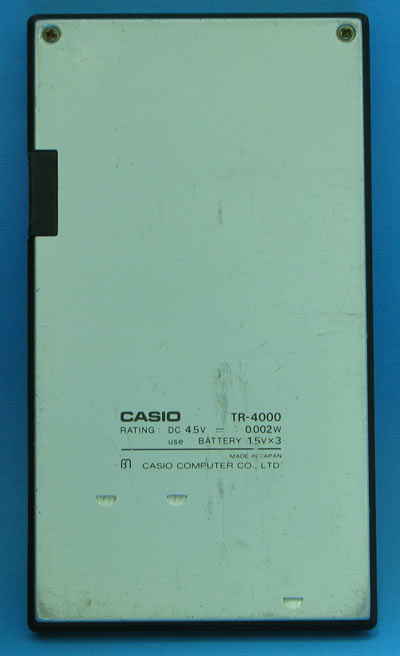 CASIO TR-4000
RATING: DC 4.5V ⎓ 0.002W
use BATTERY 1.5V×3
MADE IN JAPAN
CASIO COMPUTER CO., LTD.